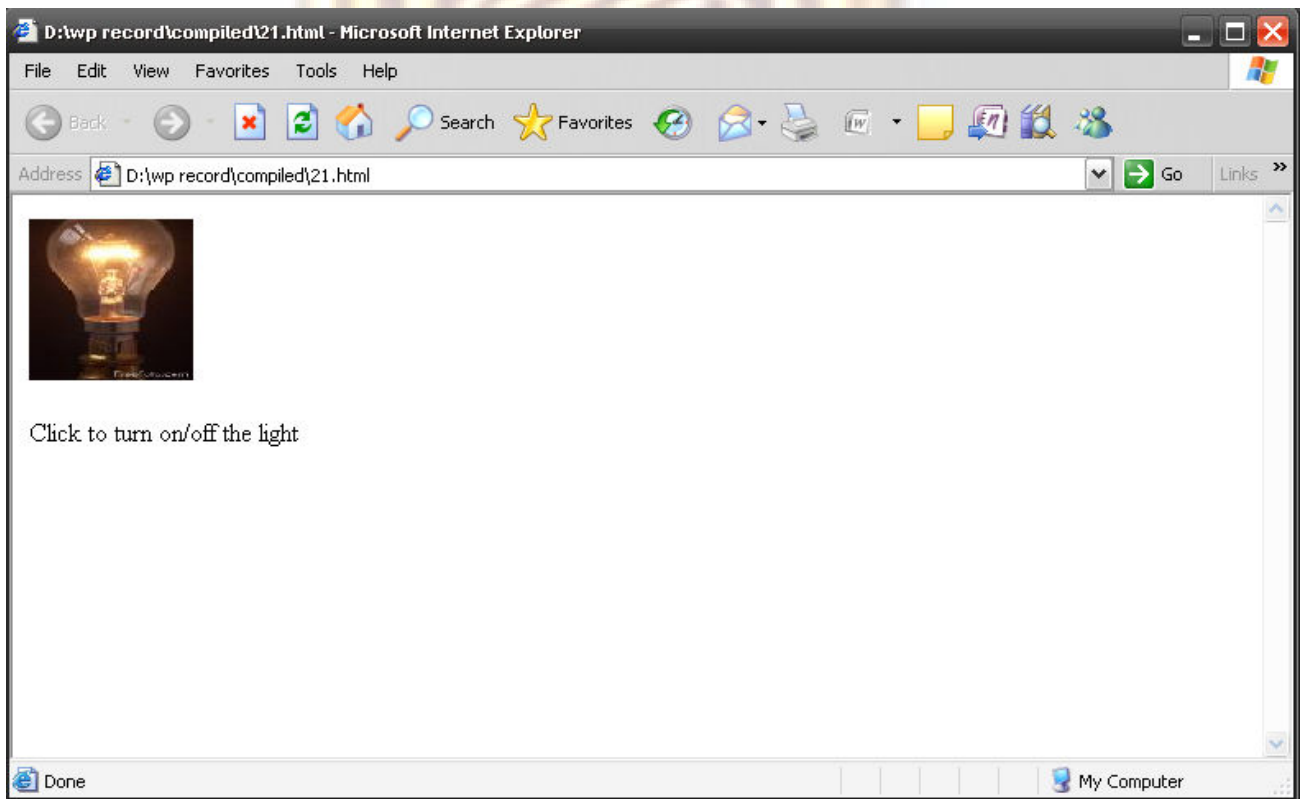 D:\wp record\compiled\21.html - Microsoft Internet Explorer
File Edit View Favorites Tools Help
Back Search Favorites
Address D:\wp record\compiled\21.html Go Links »
Click to turn on/off the light
Done My Computer